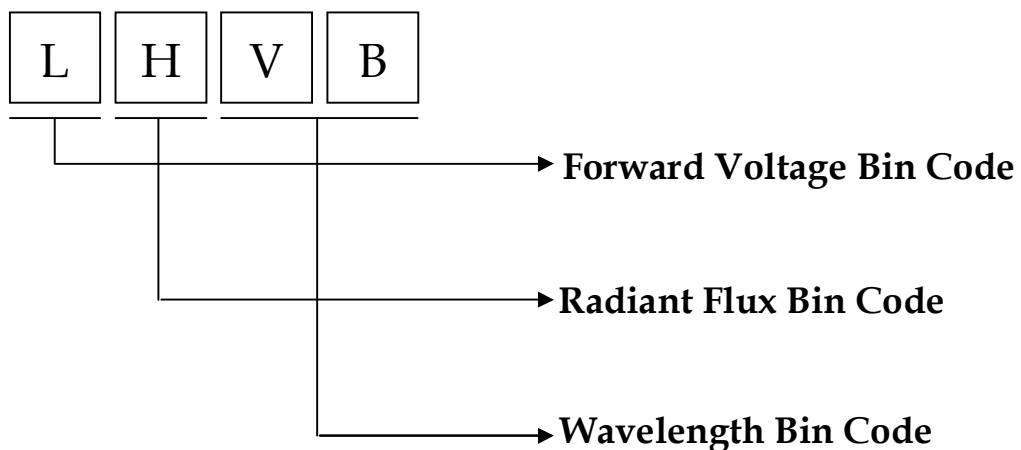 L H V B
Forward Voltage Bin Code
Radiant Flux Bin Code
Wavelength Bin Code